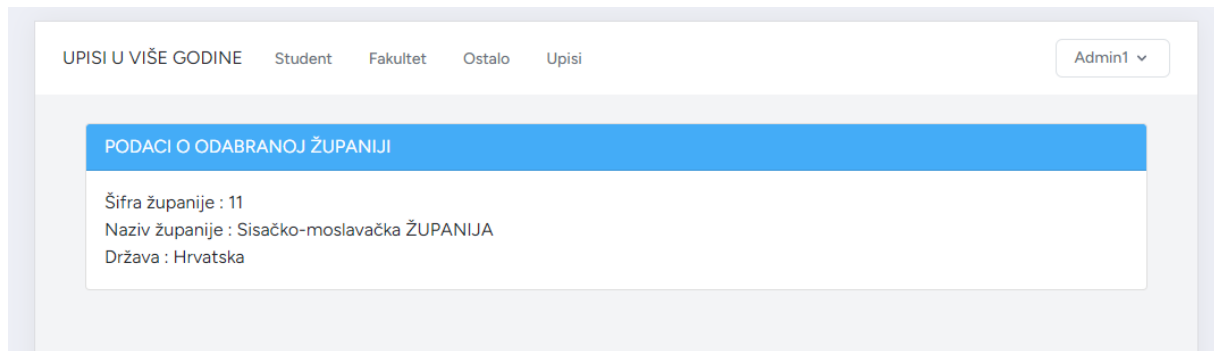 UPISI U VIŠE GODINE Student Fakultet Ostalo Upisi Admin1
PODACI O ODABRANOJ ŽUPANIJI
Šifra županije : 11
Naziv županije : Sisačko-moslavačka ŽUPANIJA
Država : Hrvatska